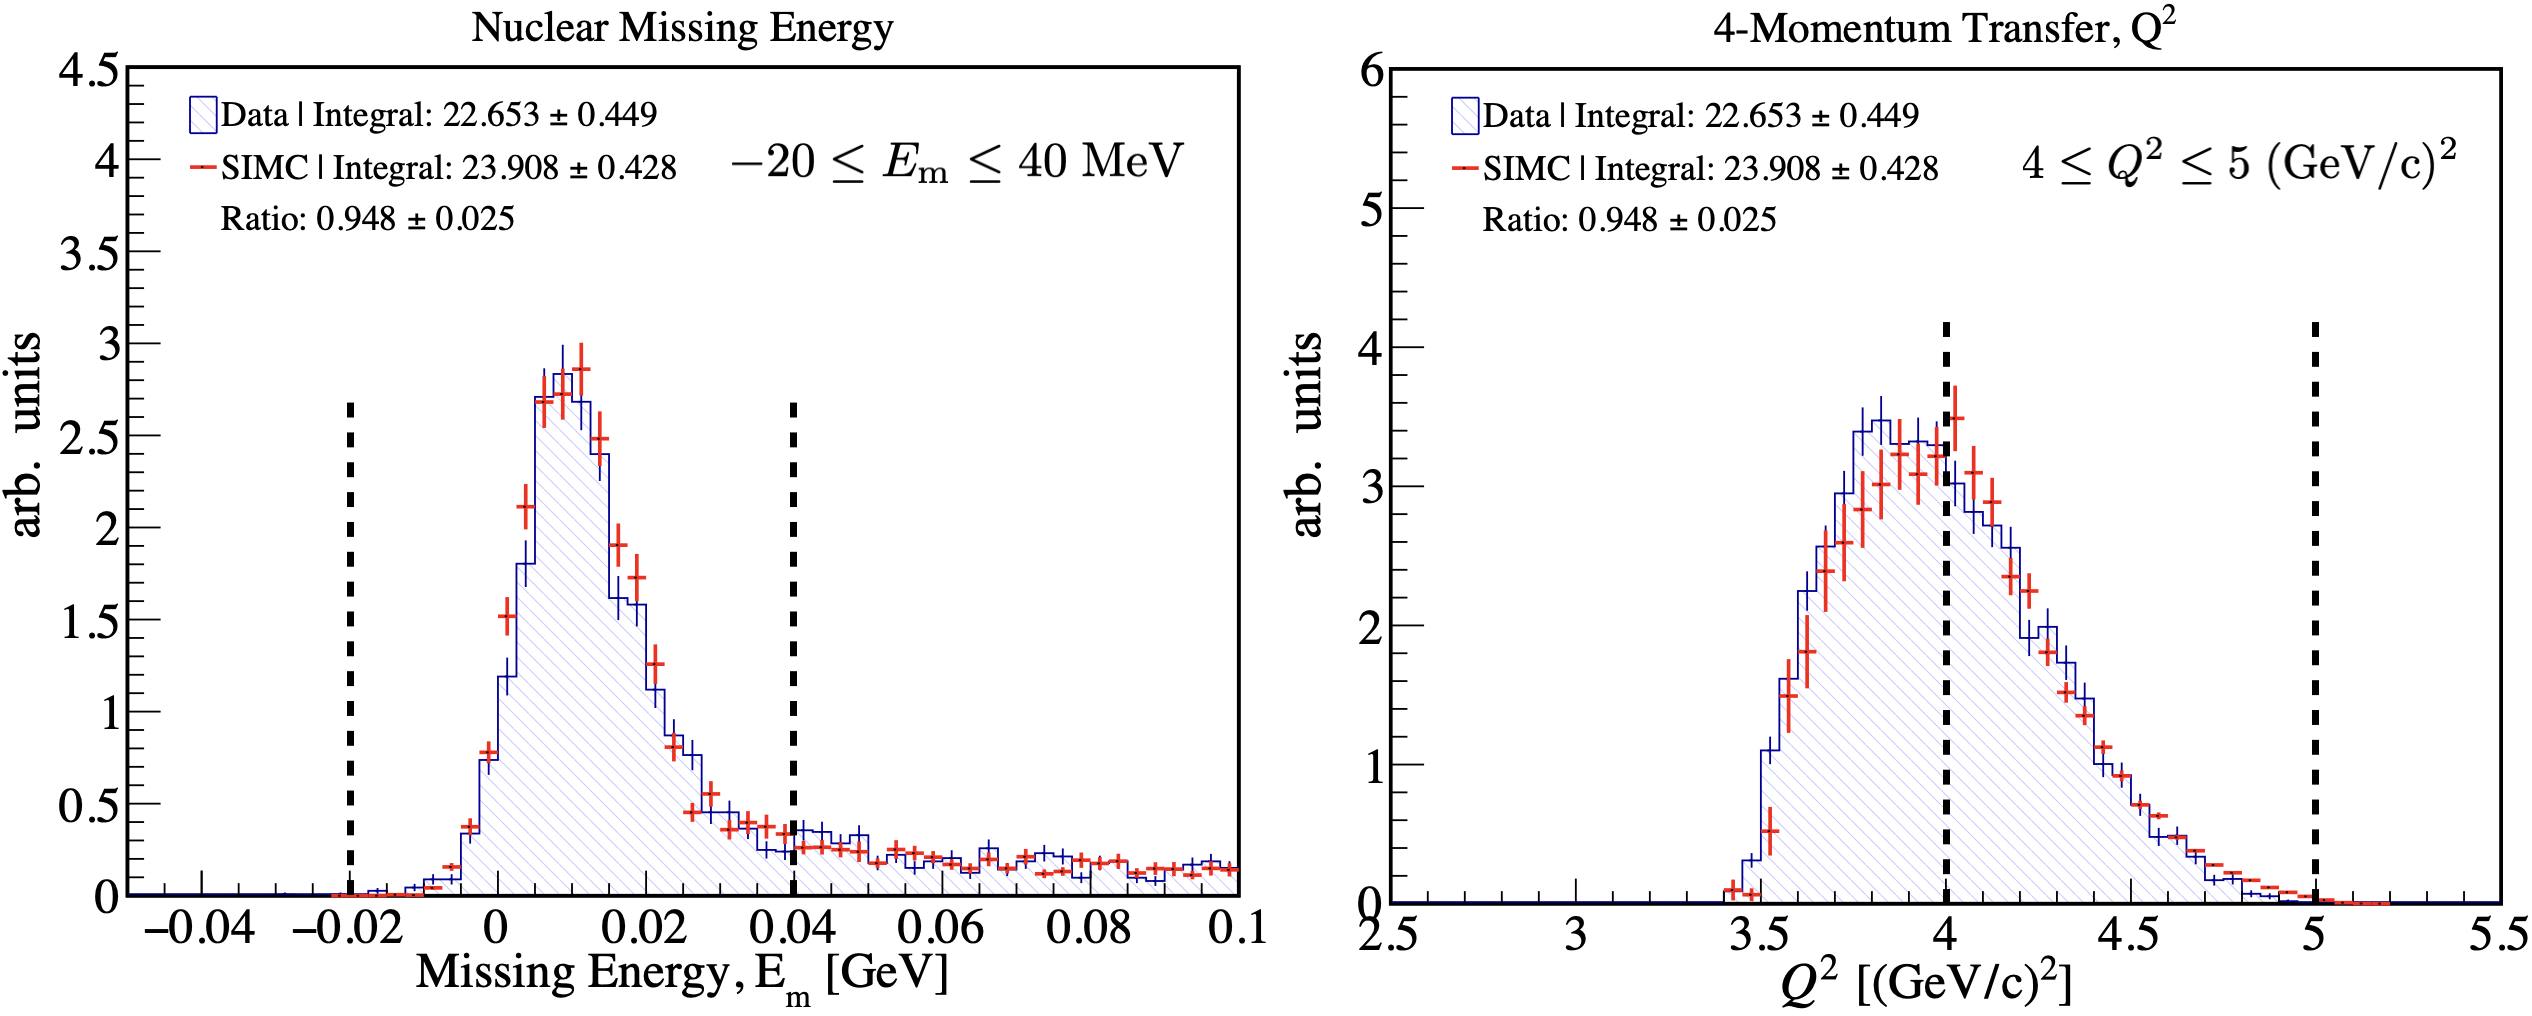 Nuclear Missing Energy
4.5
4
3.5
3
2.5
2
1.5
1
0.5
0
arb. units
Data | Integral: 22.653 ± 0.449
SIMC | Integral: 23.908 ± 0.428
Ratio: 0.948 ± 0.025
−20 ≤ Eₘ ≤ 40 MeV
−0.04 −0.02 0 0.02 0.04 0.06 0.08 0.1
Missing Energy, Eₘ [GeV]
4-Momentum Transfer, Q²
6
5
4
3
2
1
0
arb. units
Data | Integral: 22.653 ± 0.449
SIMC | Integral: 23.908 ± 0.428
Ratio: 0.948 ± 0.025
4 ≤ Q² ≤ 5 (GeV/c)²
2.5 3 3.5 4 4.5 5 5.5
Q² [(GeV/c)²]